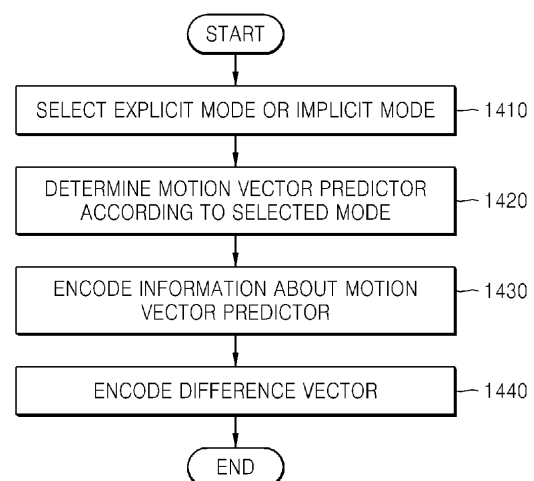 START
SELECT EXPLICIT MODE OR IMPLICIT MODE
1410
DETERMINE MOTION VECTOR PREDICTOR
ACCORDING TO SELECTED MODE
1420
ENCODE INFORMATION ABOUT MOTION
VECTOR PREDICTOR
1430
ENCODE DIFFERENCE VECTOR
1440
END